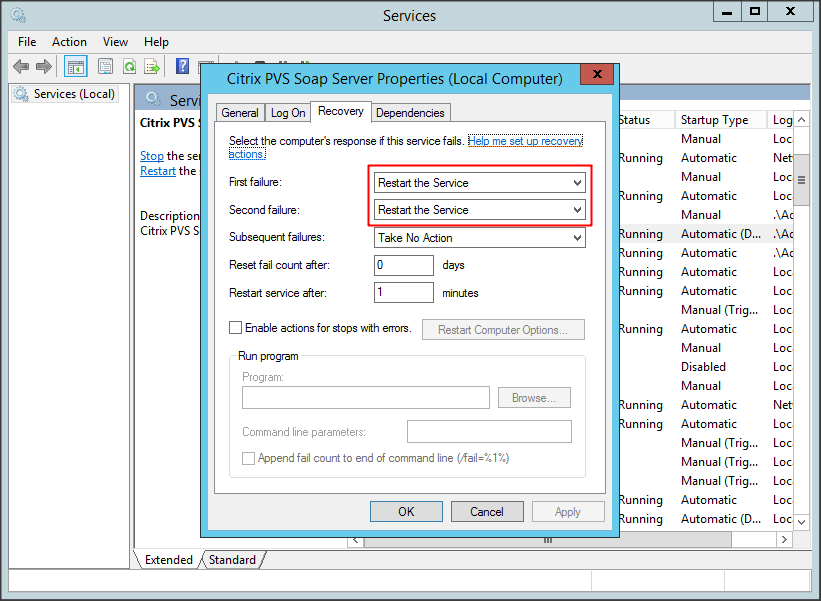 Services
File Action View Help
Services (Local)
Servi
Citrix PVS
Stop the ser
Restart the s
Description
Citrix PVS S
Citrix PVS Soap Server Properties (Local Computer)
General Log On Recovery Dependencies
Select the computer's response if this service fails. Help me set up recovery
actions.
First failure: Restart the Service
Second failure: Restart the Service
Subsequent failures: Take No Action
Reset fail count after: 0 days
Restart service after: 1 minutes
Enable actions for stops with errors. Restart Computer Options...
Run program
Program:
Browse...
Command line parameters:
Append fail count to end of command line (/fail=%1%)
OK Cancel Apply
Status Startup Type Log
Manual Loc
Running Automatic Net
Manual Loc
Running Automatic Loc
Manual .\Ac
Running Automatic (D... .\Ac
Running Automatic .\Ac
Running Automatic Loc
Running Automatic Loc
Manual (Trig... Loc
Running Automatic Loc
Manual Loc
Disabled Loc
Manual Loc
Running Automatic Net
Running Automatic Loc
Manual (Trig... Loc
Manual (Trig... Loc
Manual (Trig... Loc
Running Automatic Loc
Running Automatic (D... Loc
Extended Standard